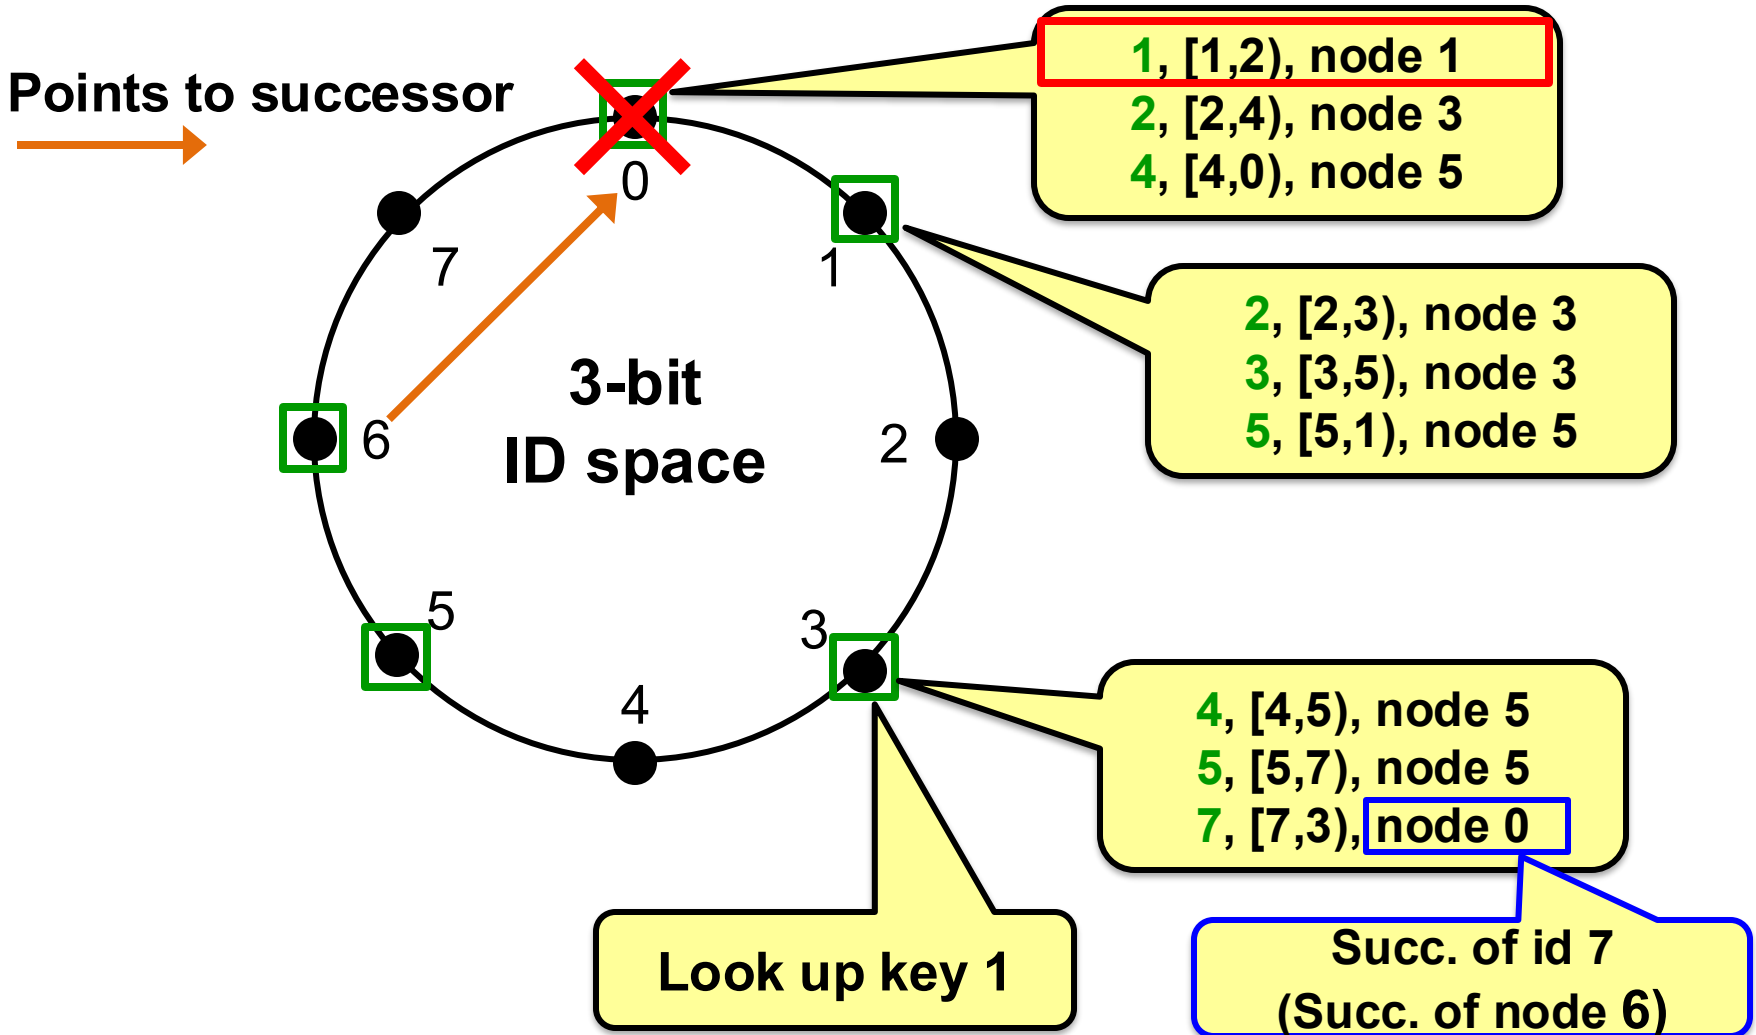 Points to successor
1, [1,2), node 1
2, [2,4), node 3
4, [4,0), node 5
0
7
1
2, [2,3), node 3
3, [3,5), node 3
5, [5,1), node 5
3-bit
ID space
6
2
5
3
4
4, [4,5), node 5
5, [5,7), node 5
7, [7,3), node 0
Look up key 1
Succ. of id 7
(Succ. of node 6)